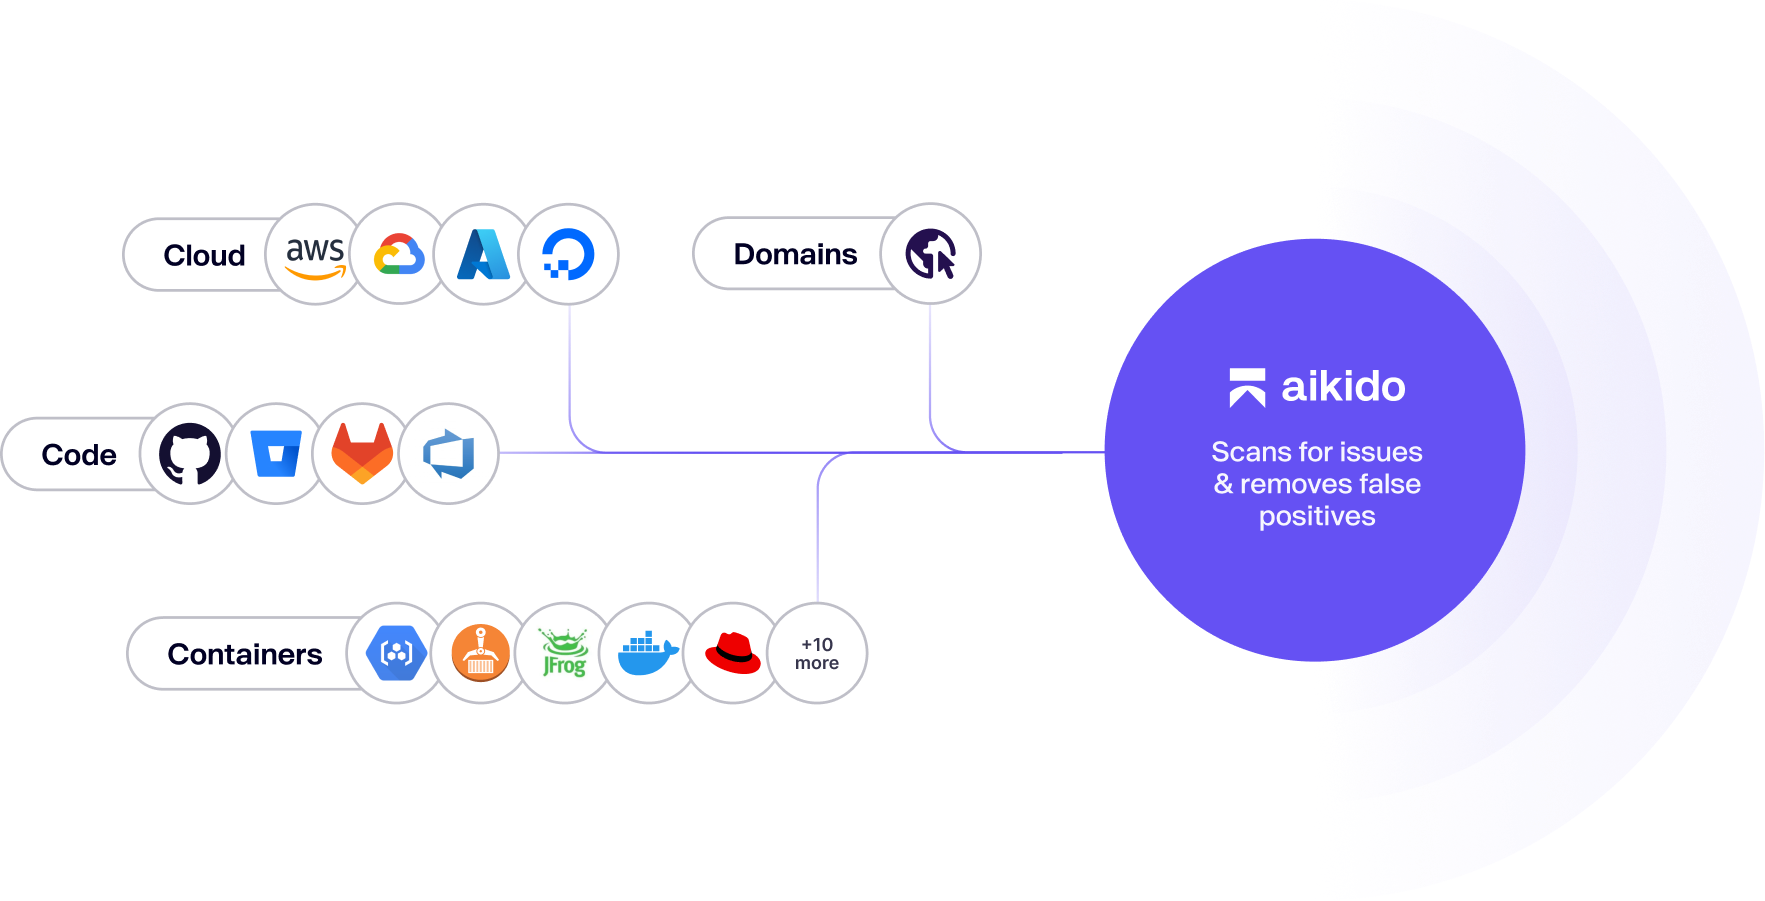 Cloud
aws
Domains
aikido
Scans for issues
& removes false
positives
Code
Containers
JFrog
+10
more